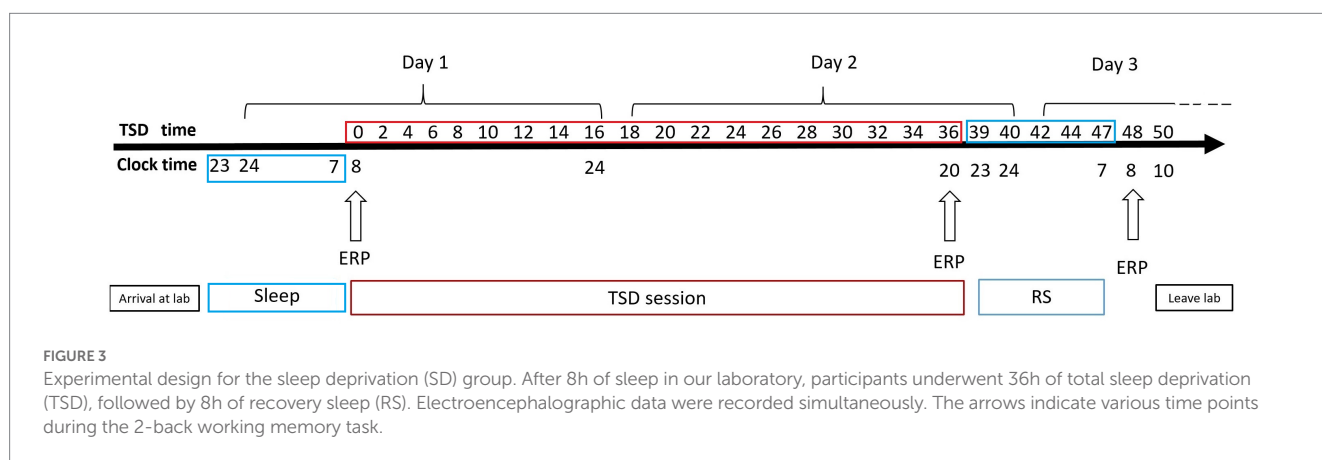 Day 1 Day 2 Day 3
TSD time 0 2 4 6 8 10 12 14 16 18 20 22 24 26 28 30 32 34 36 39 40 42 44 47 48 50
Clock time 23 24 7 8 24 20 23 24 7 8 10
ERP ERP ERP
Arrival at lab Sleep TSD session RS Leave lab
FIGURE 3
Experimental design for the sleep deprivation (SD) group. After 8h of sleep in our laboratory, participants underwent 36h of total sleep deprivation
(TSD), followed by 8h of recovery sleep (RS). Electroencephalographic data were recorded simultaneously. The arrows indicate various time points
during the 2-back working memory task.